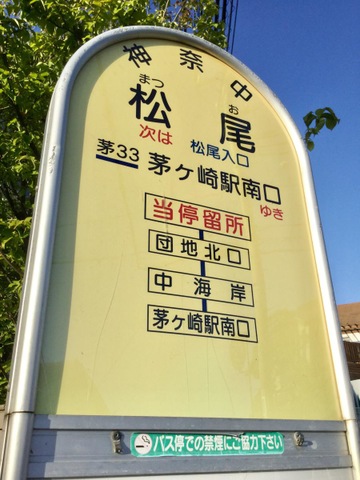 神奈中
まつ お
松尾
次は 松尾入口
茅33 茅ヶ崎駅南口
ゆき
当停留所
団地北口
中海岸
茅ヶ崎駅南口
バス停での禁煙にご協力下さい